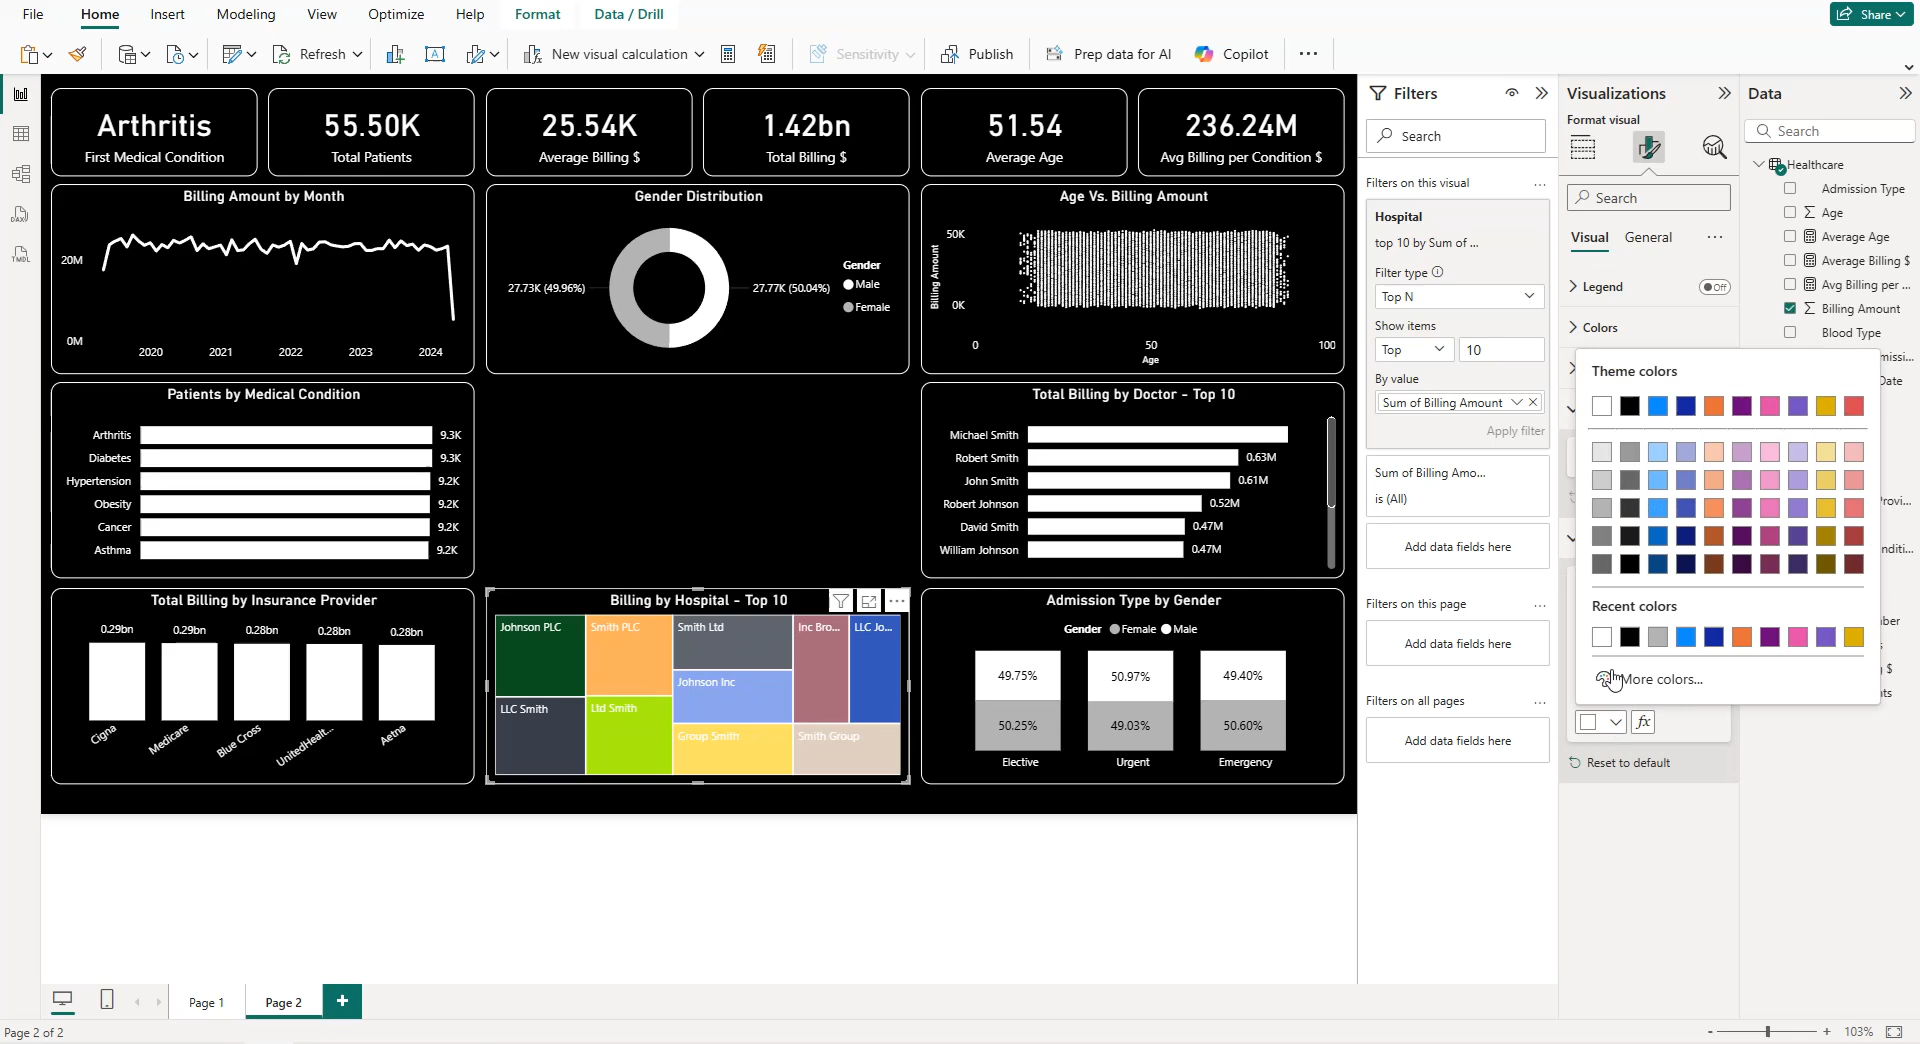 File Home Insert Modeling View Optimize Help Format Data / Drill Share
Refresh New visual calculation Sensitivity Publish Prep data for AI Copilot
Arthritis
First Medical Condition
55.50K
Total Patients
25.54K
Average Billing $
1.42bn
Total Billing $
51.54
Average Age
236.24M
Avg Billing per Condition $
Billing Amount by Month
20M
0M
2020 2021 2022 2023 2024
Gender Distribution
27.73K (49.96%)
27.77K (50.04%)
Gender
Male
Female
Age Vs. Billing Amount
Billing Amount
50K
0K
0 50 100
Age
Patients by Medical Condition
Arthritis 9.3K
Diabetes 9.3K
Hypertension 9.2K
Obesity 9.2K
Cancer 9.2K
Asthma 9.2K
Total Billing by Doctor - Top 10
Michael Smith
Robert Smith 0.63M
John Smith 0.61M
Robert Johnson 0.52M
David Smith 0.47M
William Johnson 0.47M
Total Billing by Insurance Provider
0.29bn 0.29bn 0.28bn 0.28bn 0.28bn
Cigna Medicare Blue Cross UnitedHealt... Aetna
Billing by Hospital - Top 10
Johnson PLC Smith PLC Smith Ltd Inc Bro... LLC Jo...
Johnson Inc
LLC Smith Ltd Smith
Group Smith Smith Group
Admission Type by Gender
Gender Female Male
49.75% 50.97% 49.40%
50.25% 49.03% 50.60%
Elective Urgent Emergency
Filters
Search
Filters on this visual
Hospital
top 10 by Sum of ...
Filter type
Top N
Show items
Top 10
By value
Sum of Billing Amount
Apply filter
Sum of Billing Amo...
is (All)
Add data fields here
Filters on this page
Add data fields here
Filters on all pages
Add data fields here
Visualizations
Format visual
Search
Visual General
Legend Off
Colors
Theme colors
Recent colors
More colors...
fx
Reset to default
Data
Search
Healthcare
Admission Type
Age
Average Age
Average Billing $
Avg Billing per ...
Billing Amount
Blood Type
missi...
Date
rovi...
nditi...
ber
s
$
ts
DAX
TMDL
Page 1 Page 2 +
Page 2 of 2
- + 103%